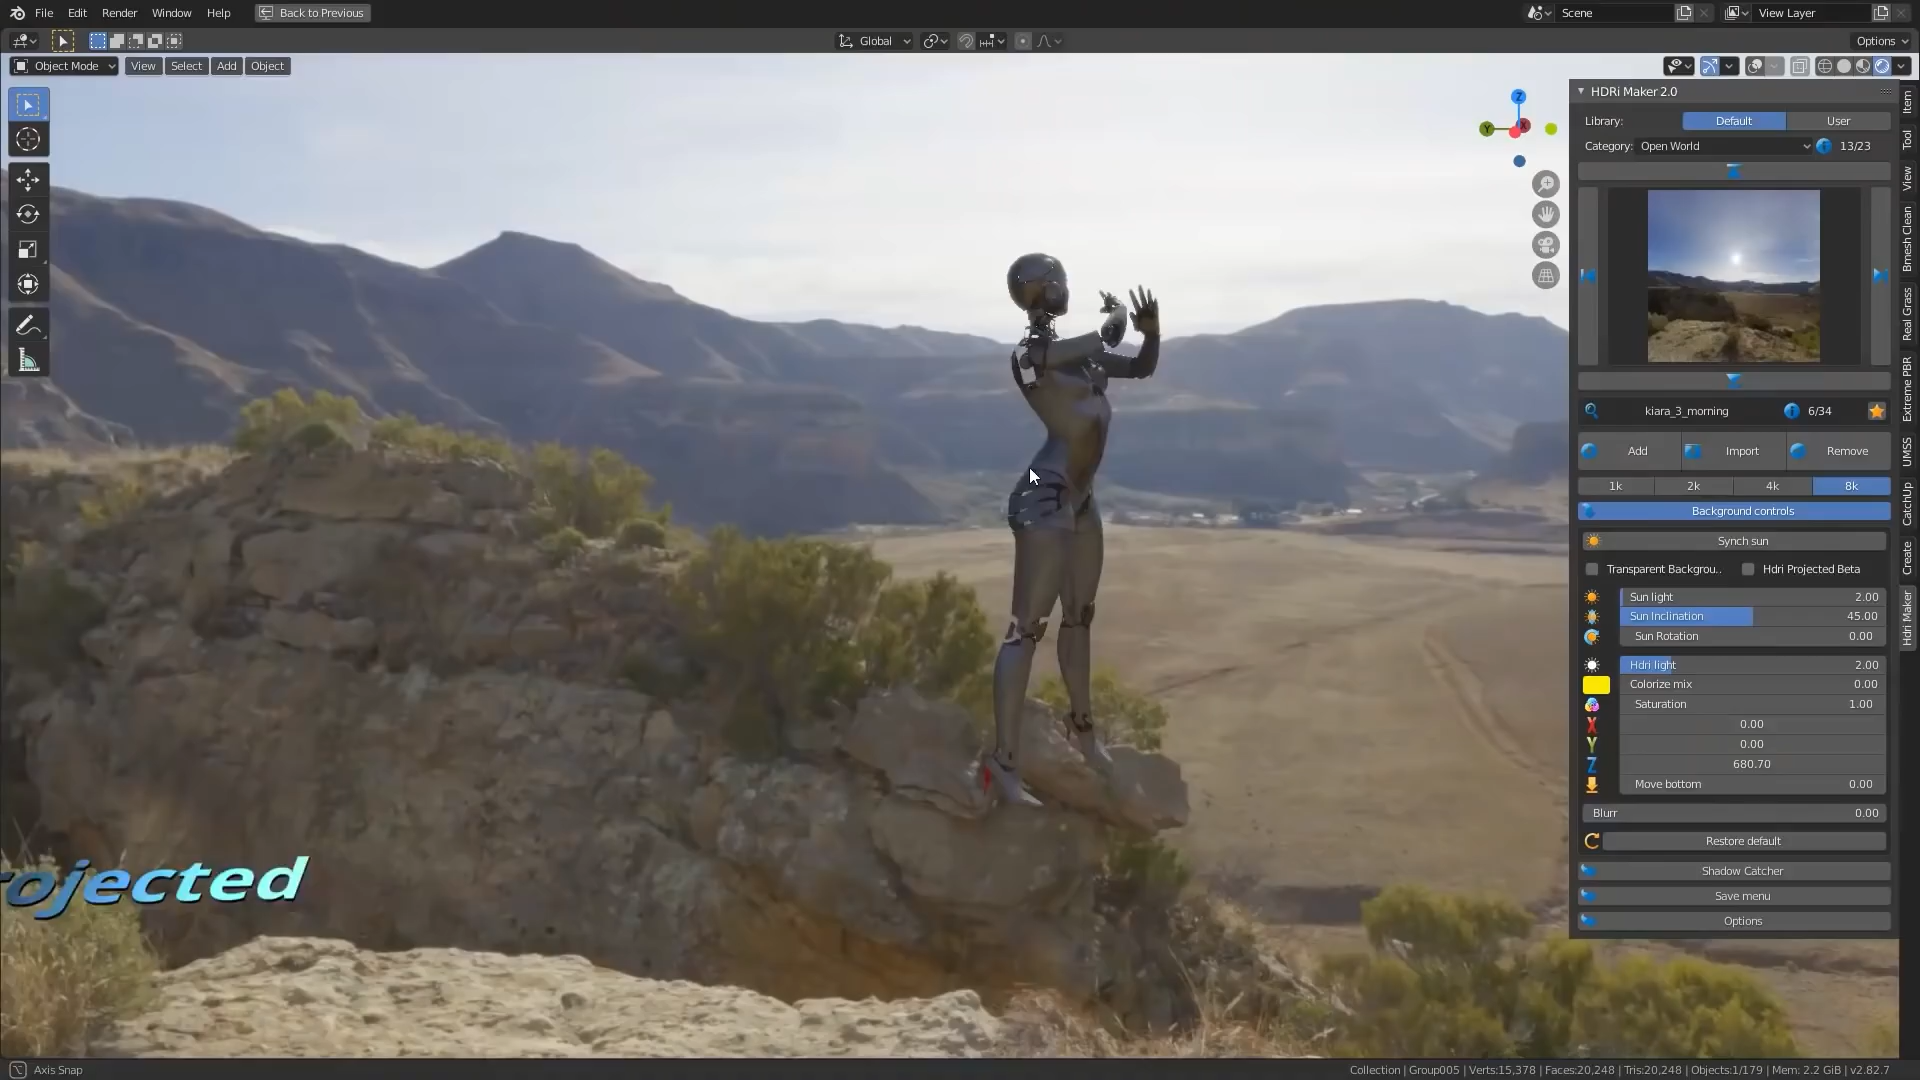 File Edit Render Window Help Back to Previous Scene View Layer
Global Options
Object Mode View Select Add Object
HDRi Maker 2.0
Library: Default User
Category: Open World 13/23
kiara_3_morning 6/34
Add Import Remove
1k 2k 4k 8k
Background controls
Synch sun
Transparent Backgrou.. Hdri Projected Beta
Sun light 2.00
Sun Inclination 45.00
Sun Rotation 0.00
Hdri light 2.00
Colorize mix 0.00
Saturation 1.00
X 0.00
Y 0.00
Z 680.70
Move bottom 0.00
Blurr 0.00
Restore default
Shadow Catcher
Save menu
Options
Item
Tool
View
Bmesh Clean
Real Grass
Extreme PBR
UMSS
CatchUp
Create
Hdri Maker
Z
Y
X
rojected
Axis Snap Collection | Group005 | Verts:15,378 | Faces:20,248 | Tris:20,248 | Objects:1/179 | Mem: 2.2 GiB | v2.82.7